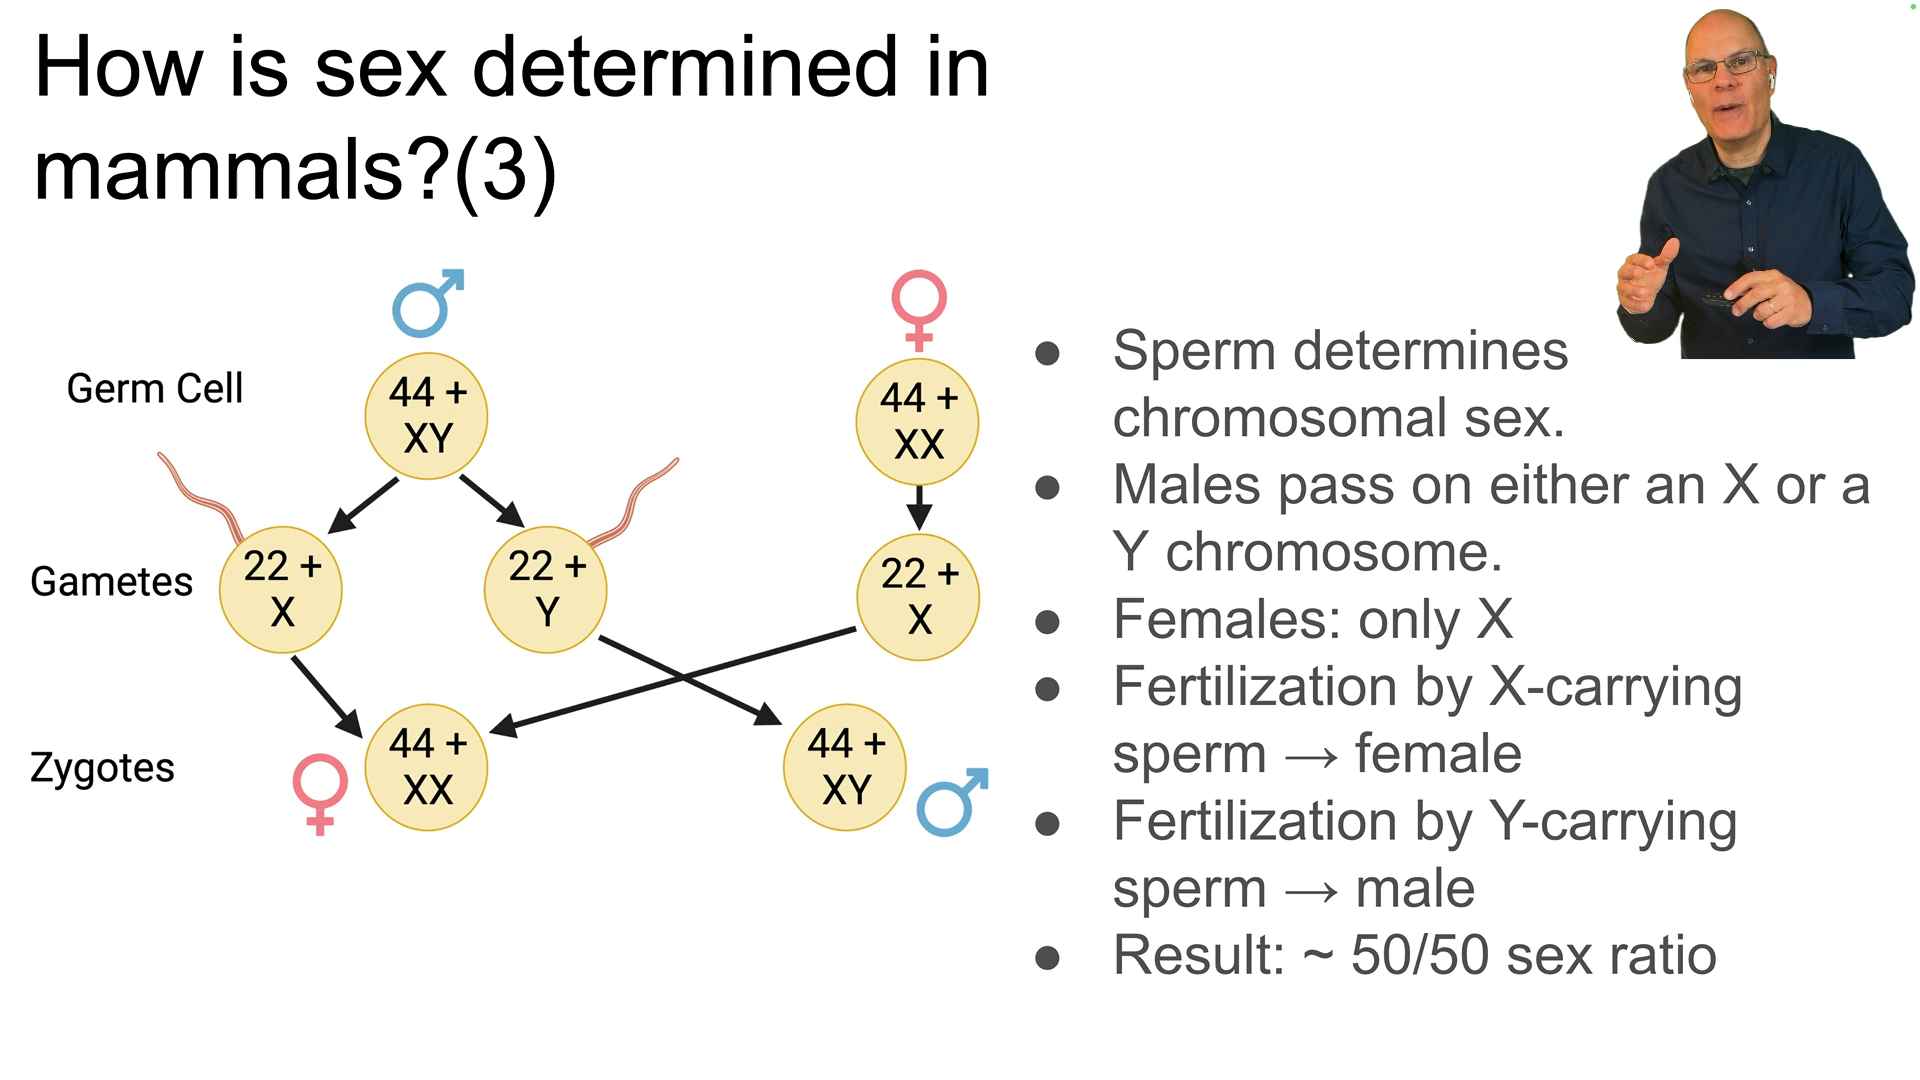 How is sex determined in
mammals?(3)
Germ Cell
44 +
XY
44 +
XX
Gametes
22 +
X
22 +
Y
22 +
X
Zygotes
44 +
XX
44 +
XY
● Sperm determines
chromosomal sex.
● Males pass on either an X or a
Y chromosome.
● Females: only X
● Fertilization by X-carrying
sperm → female
● Fertilization by Y-carrying
sperm → male
● Result: ~ 50/50 sex ratio